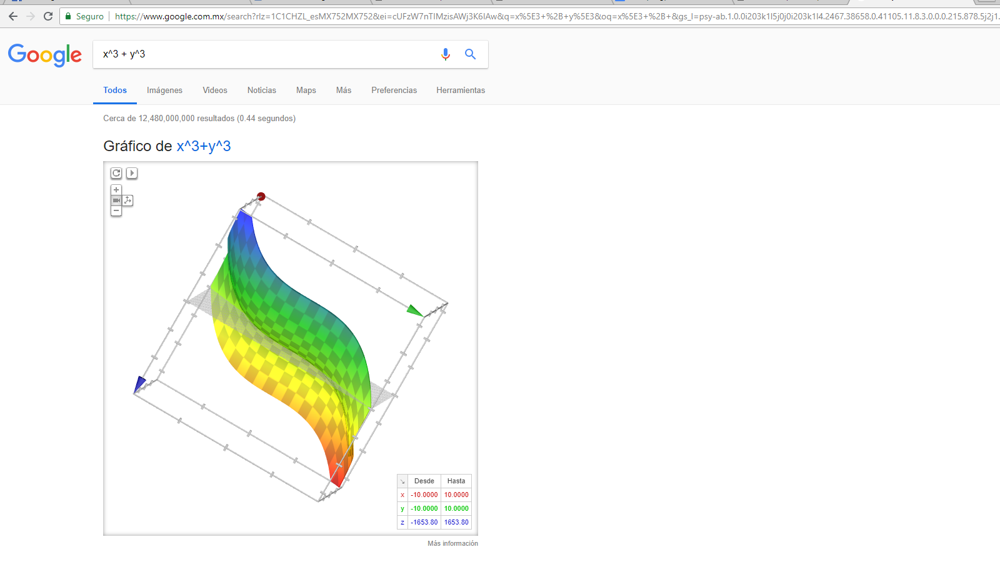 Seguro https://www.google.com.mx/search?rlz=1C1CHZL_esMX752MX752&ei=cUFzW7nTIMzisAWj3K6IAw&q=x%5E3+%2B+y%5E3&oq=x%5E3+%2B+&gs_l=psy-ab.1.0.0i203k1l5j0j0i203k1l4.2467.38658.0.41105.11.8.3.0.0.0.215.878.5j2j1.
Google x^3 + y^3
Todos Imágenes Videos Noticias Maps Más Preferencias Herramientas
Cerca de 12,480,000,000 resultados (0.44 segundos)
Gráfico de x^3+y^3
Desde Hasta
x -10.0000 10.0000
y -10.0000 10.0000
z -1653.80 1653.80
Más información